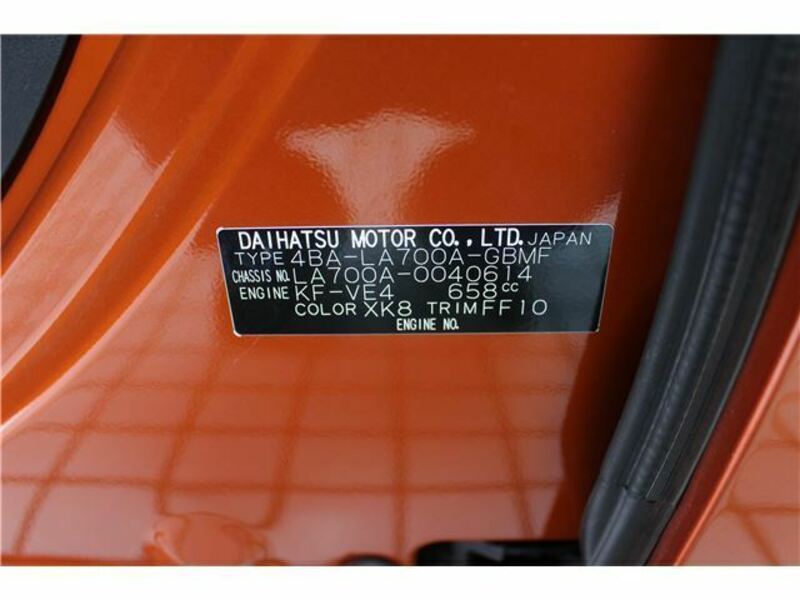 DAIHATSU MOTOR CO., LTD. JAPAN
TYPE 4BA-LA700A-GBMF
CHASSIS NO. LA700A-0040614
ENGINE KF-VE4 658cc
COLOR XK8 TRIM FF10
ENGINE NO.